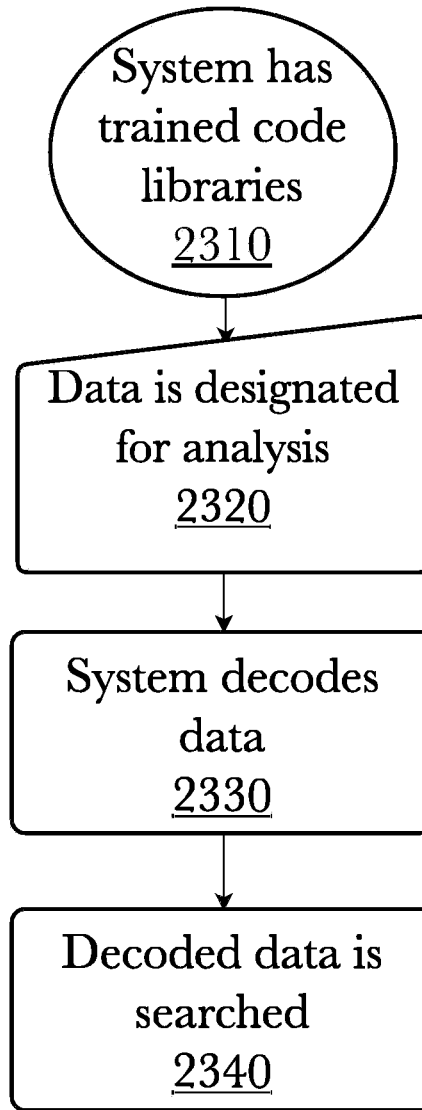 System has
trained code
libraries
2310
Data is designated
for analysis
2320
System decodes
data
2330
Decoded data is
searched
2340